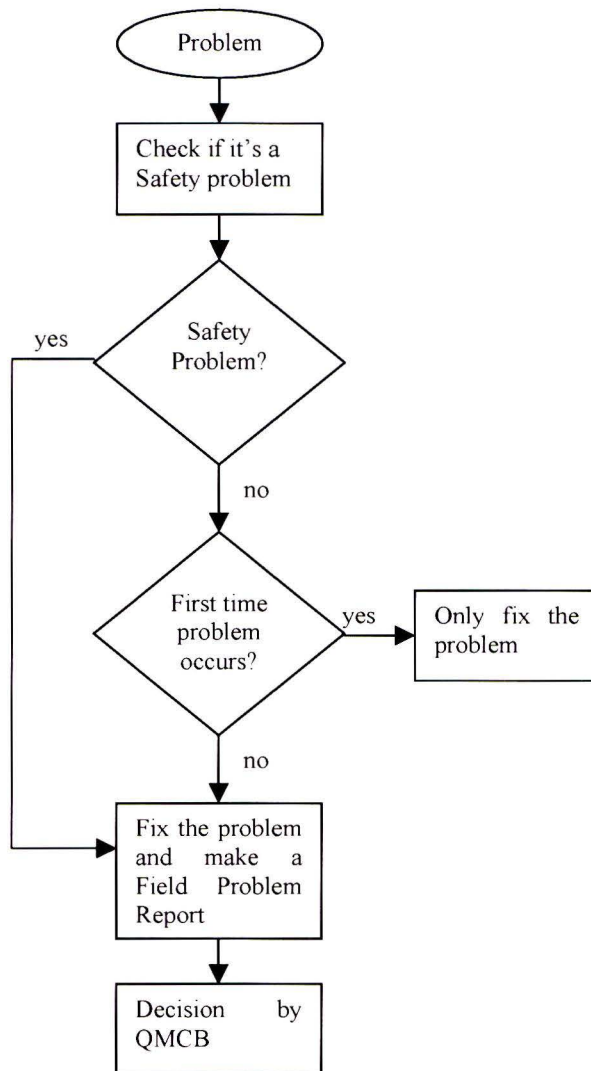 Problem
Check if it's a
Safety problem
Safety
Problem?
yes
no
First time
problem
occurs?
yes
Only fix the
problem
no
Fix the problem
and make a
Field Problem
Report
Decision by
QMCB